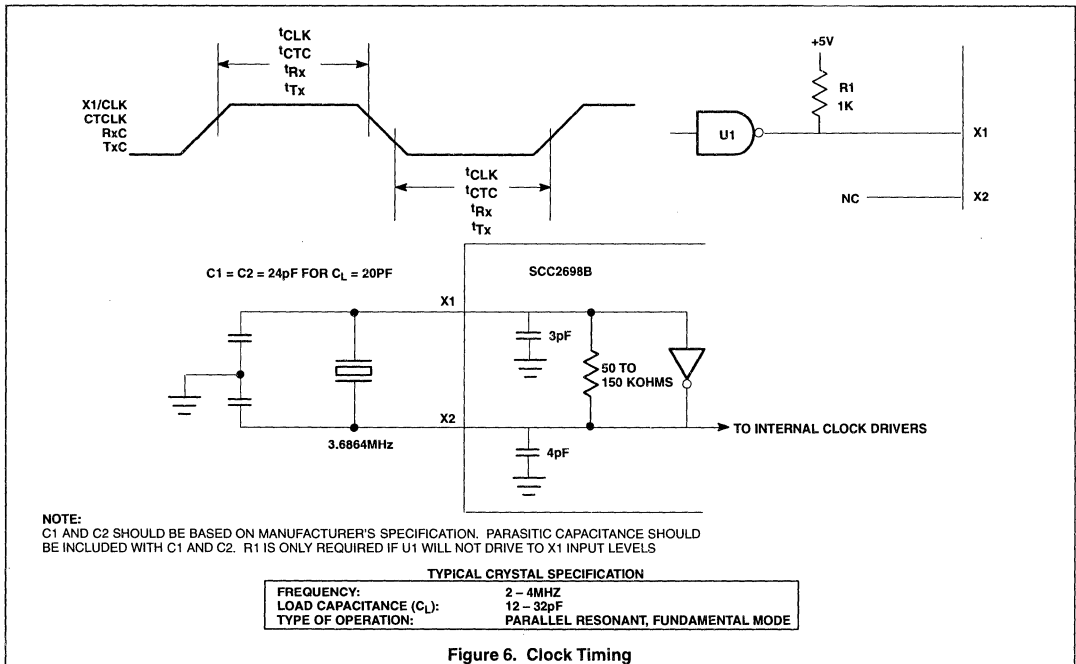 tCLK
tCTC
tRx
tTx
X1/CLK
CTCLK
RxC
TxC
tCLK
tCTC
tRx
tTx
+5V
R1
1K
U1
X1
NC
X2
C1 = C2 = 24pF FOR CL = 20PF
SCC2698B
X1
3pF
50 TO
150 KOHMS
X2
TO INTERNAL CLOCK DRIVERS
3.6864MHz
4pF
NOTE:
C1 AND C2 SHOULD BE BASED ON MANUFACTURER'S SPECIFICATION. PARASITIC CAPACITANCE SHOULD
BE INCLUDED WITH C1 AND C2. R1 IS ONLY REQUIRED IF U1 WILL NOT DRIVE TO X1 INPUT LEVELS
TYPICAL CRYSTAL SPECIFICATION
FREQUENCY: 2 – 4MHZ
LOAD CAPACITANCE (CL): 12 – 32pF
TYPE OF OPERATION: PARALLEL RESONANT, FUNDAMENTAL MODE
Figure 6. Clock Timing